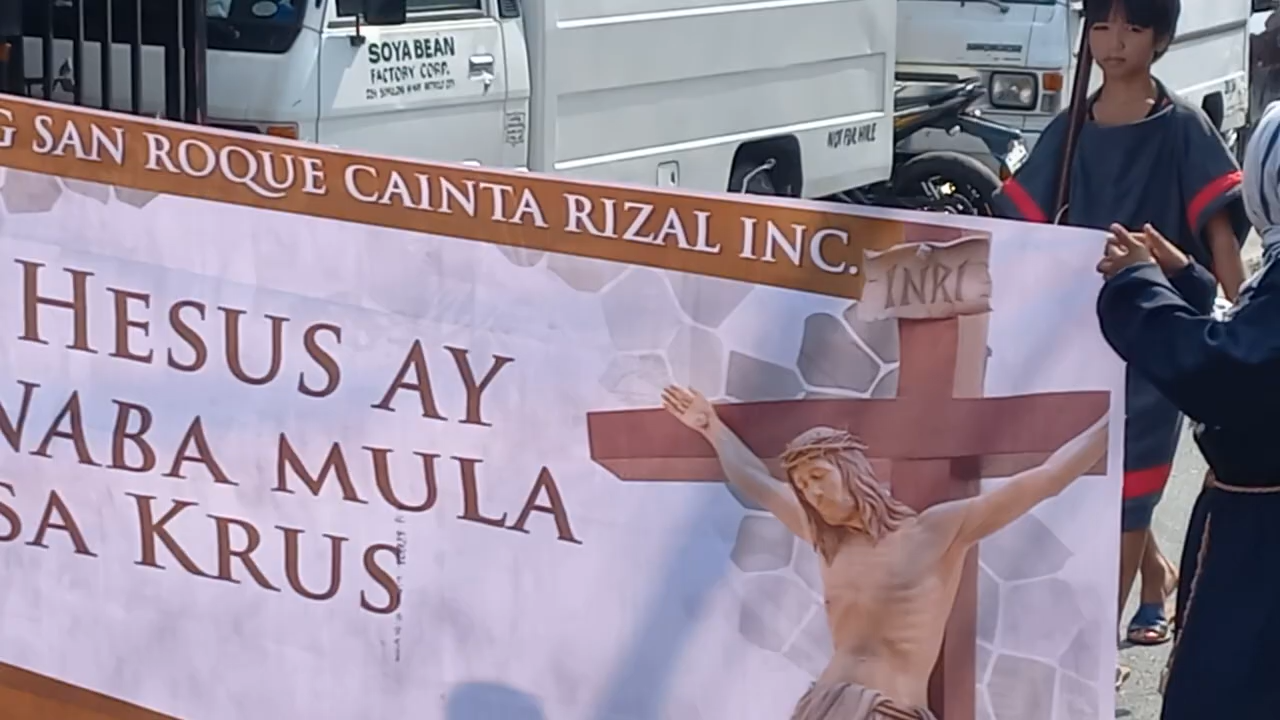 SOYA BEAN
FACTORY CORP.
NOT FOR HIRE
G SAN ROQUE CAINTA RIZAL INC.
INRI
HESUS AY
NABA MULA
SA KRUS